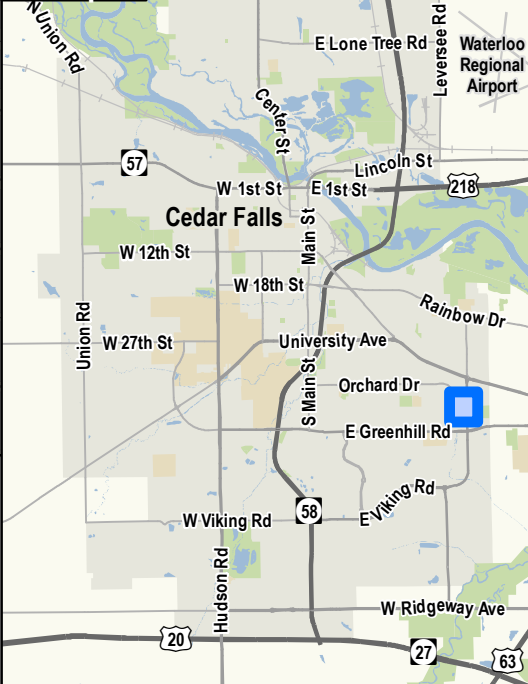 N Union Rd
E Lone Tree Rd
Leversee Rd
Waterloo
Regional
Airport
Center St
57
Lincoln St
W 1st St
E 1st St
218
Cedar Falls
Main St
W 12th St
W 18th St
Rainbow Dr
Union Rd
W 27th St
University Ave
S Main St
Orchard Dr
E Greenhill Rd
E Viking Rd
58
W Viking Rd
Hudson Rd
W Ridgeway Ave
20
27
63